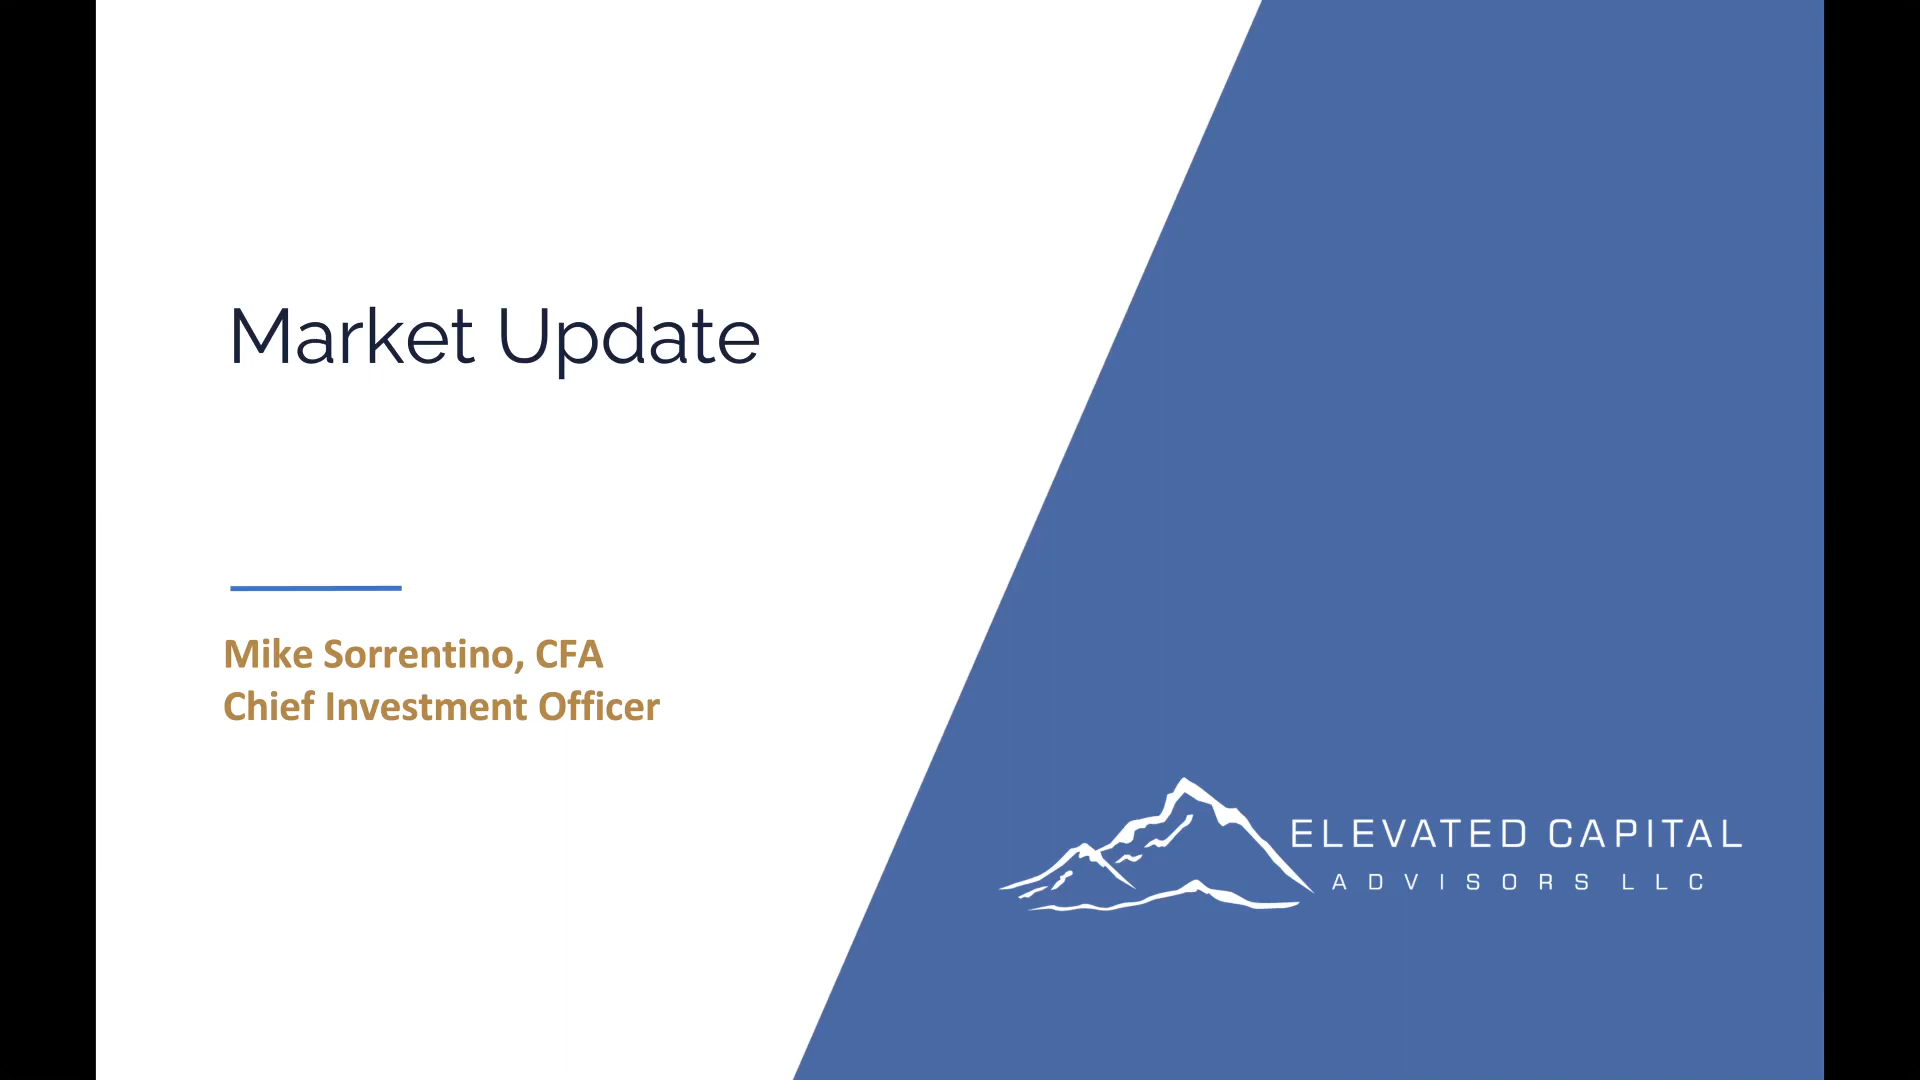 Market Update
Mike Sorrentino, CFA
Chief Investment Officer
ELEVATED CAPITAL
ADVISORS LLC